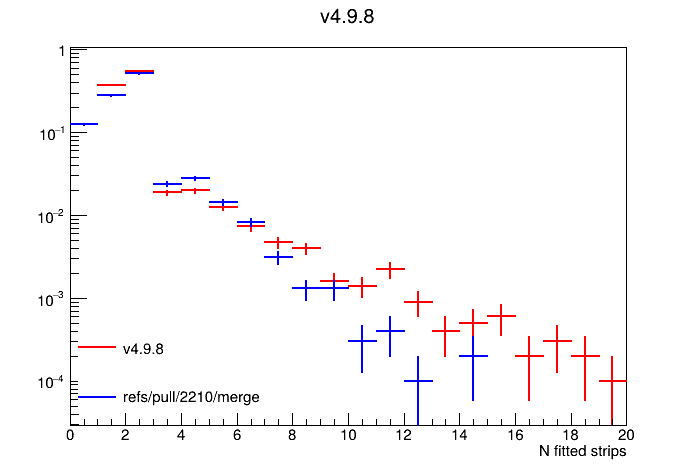 v4.9.8
1
10⁻¹
10⁻²
10⁻³
10⁻⁴
v4.9.8
refs/pull/2210/merge
0 2 4 6 8 10 12 14 16 18 20
N fitted strips